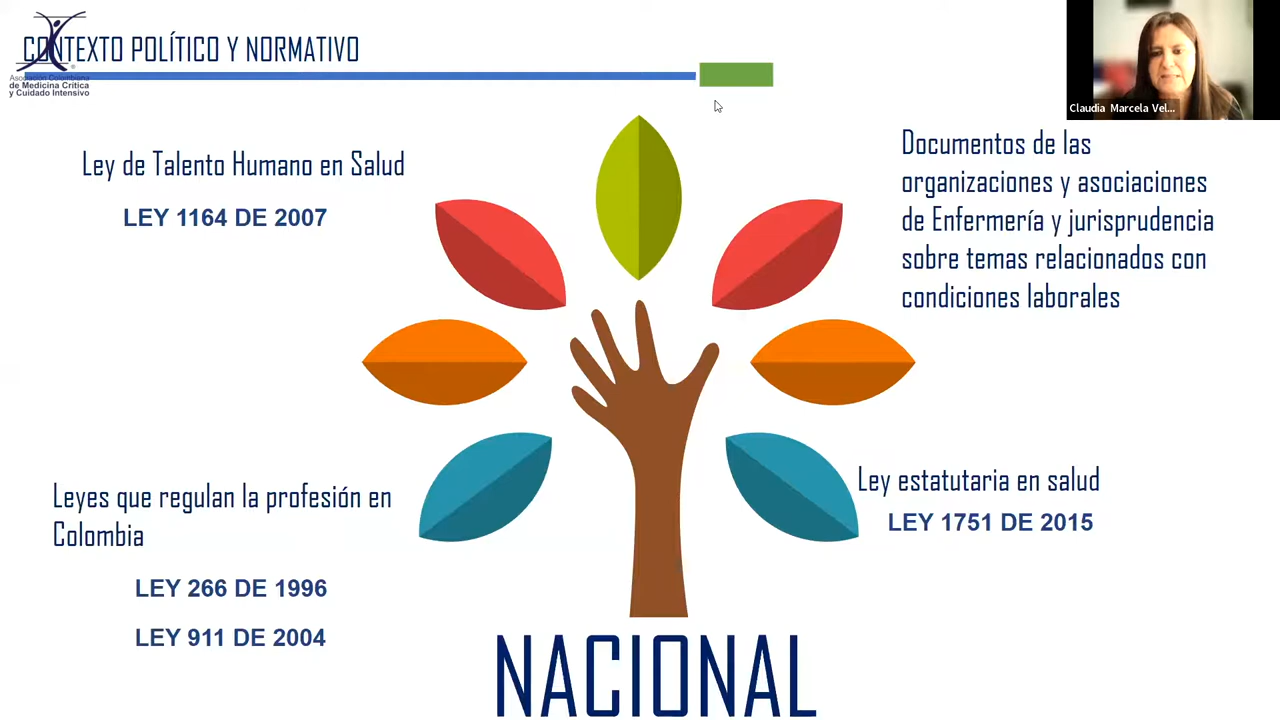 CONTEXTO POLÍTICO Y NORMATIVO
Asociación Colombiana
de Medicina Crítica
y Cuidado Intensivo
Claudia Marcela Vel...
Ley de Talento Humano en Salud
LEY 1164 DE 2007
Documentos de las
organizaciones y asociaciones
de Enfermería y jurisprudencia
sobre temas relacionados con
condiciones laborales
Leyes que regulan la profesión en
Colombia
LEY 266 DE 1996
LEY 911 DE 2004
Ley estatutaria en salud
LEY 1751 DE 2015
NACIONAL